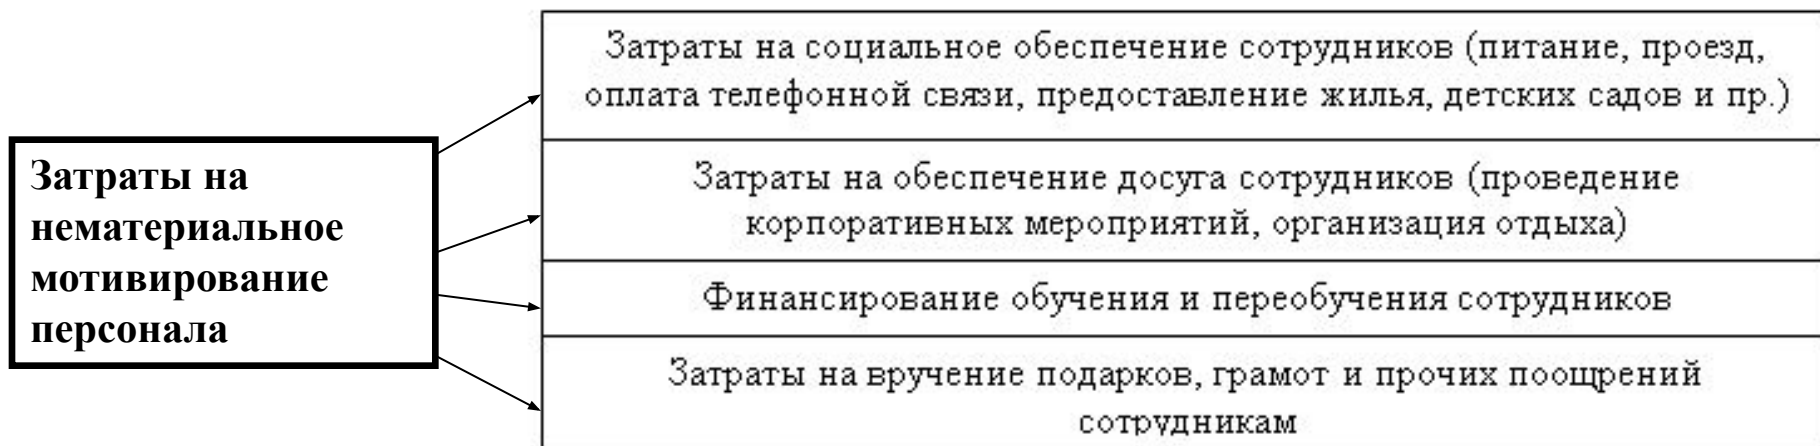 Затраты на
нематериальное
мотивирование
персонала
Затраты на социальное обеспечение сотрудников (питание, проезд,
оплата телефонной связи, предоставление жилья, детских садов и пр.)
Затраты на обеспечение досуга сотрудников (проведение
корпоративных мероприятий, организация отдыха)
Финансирование обучения и переобучения сотрудников
Затраты на вручение подарков, грамот и прочих поощрений
сотрудникам